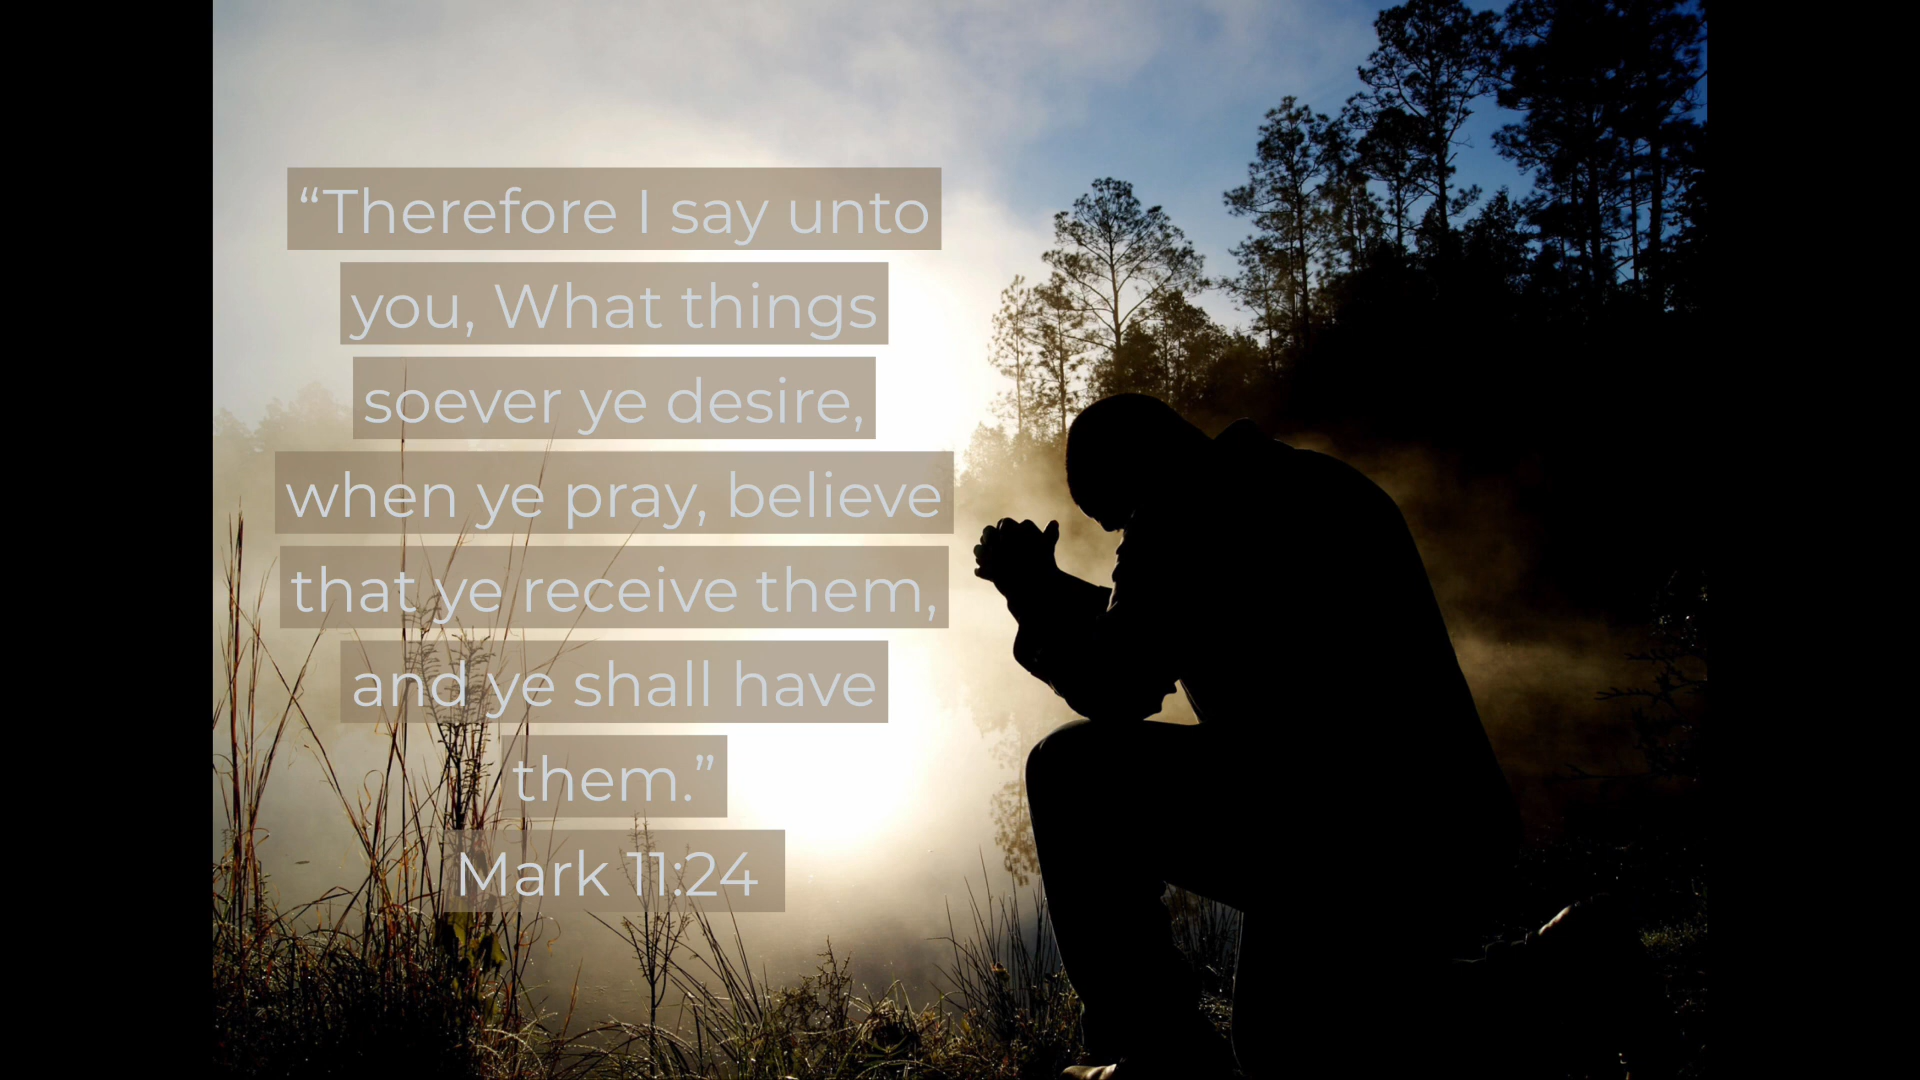 “Therefore I say unto
you, What things
soever ye desire,
when ye pray, believe
that ye receive them,
and ye shall have
them.”
Mark 11:24